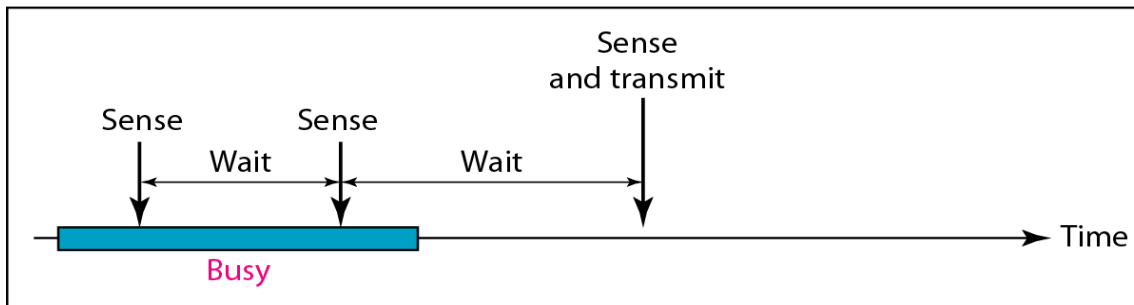 Sense
and transmit
Sense
Sense
Wait
Wait
Time
Busy